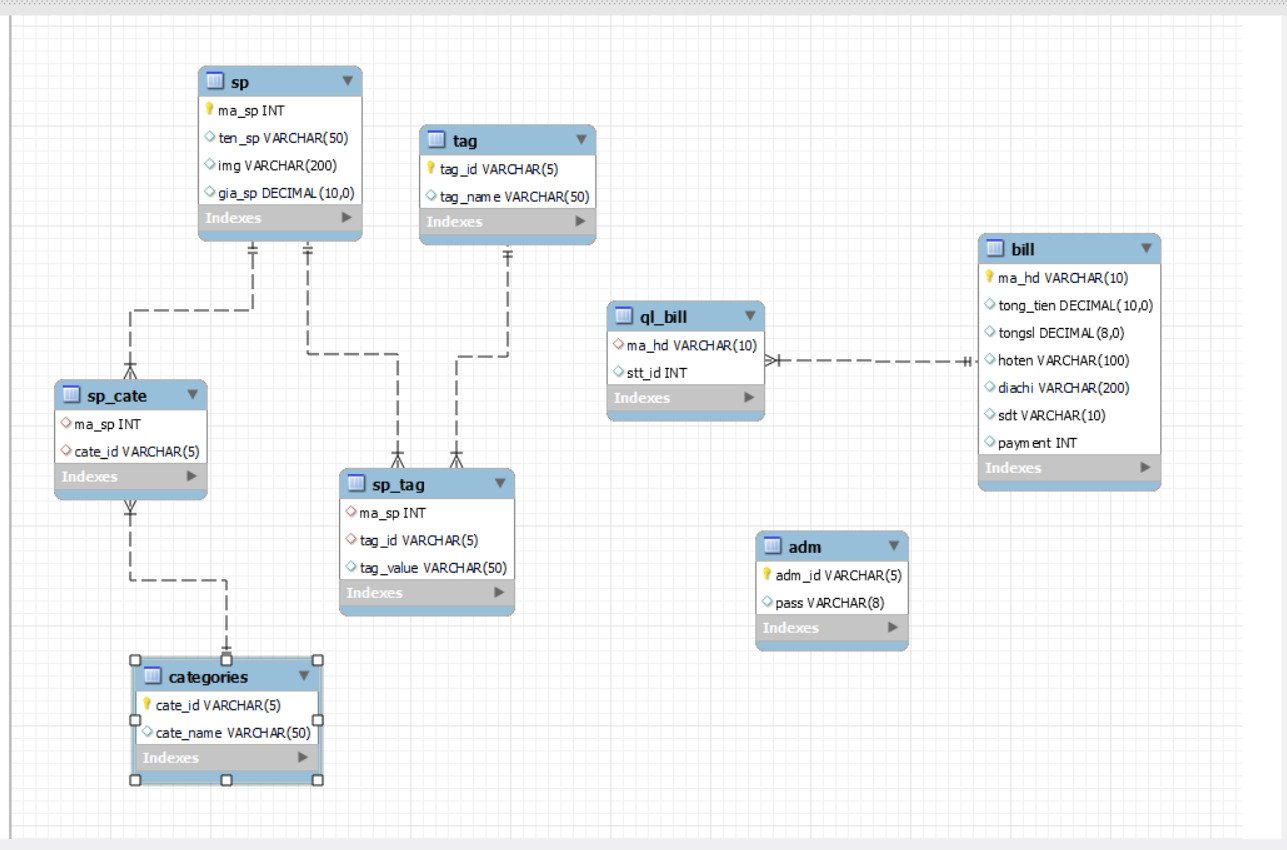 sp
ma_sp INT
ten_sp VARCHAR(50)
img VARCHAR(200)
gia_sp DECIMAL(10,0)
Indexes
tag
tag_id VARCHAR(5)
tag_name VARCHAR(50)
Indexes
bill
ma_hd VARCHAR(10)
tong_tien DECIMAL(10,0)
tongsl DECIMAL(8,0)
hoten VARCHAR(100)
diachi VARCHAR(200)
sdt VARCHAR(10)
payment INT
Indexes
ql_bill
ma_hd VARCHAR(10)
stt_id INT
Indexes
sp_cate
ma_sp INT
cate_id VARCHAR(5)
Indexes
sp_tag
ma_sp INT
tag_id VARCHAR(5)
tag_value VARCHAR(50)
Indexes
adm
adm_id VARCHAR(5)
pass VARCHAR(8)
Indexes
categories
cate_id VARCHAR(5)
cate_name VARCHAR(50)
Indexes